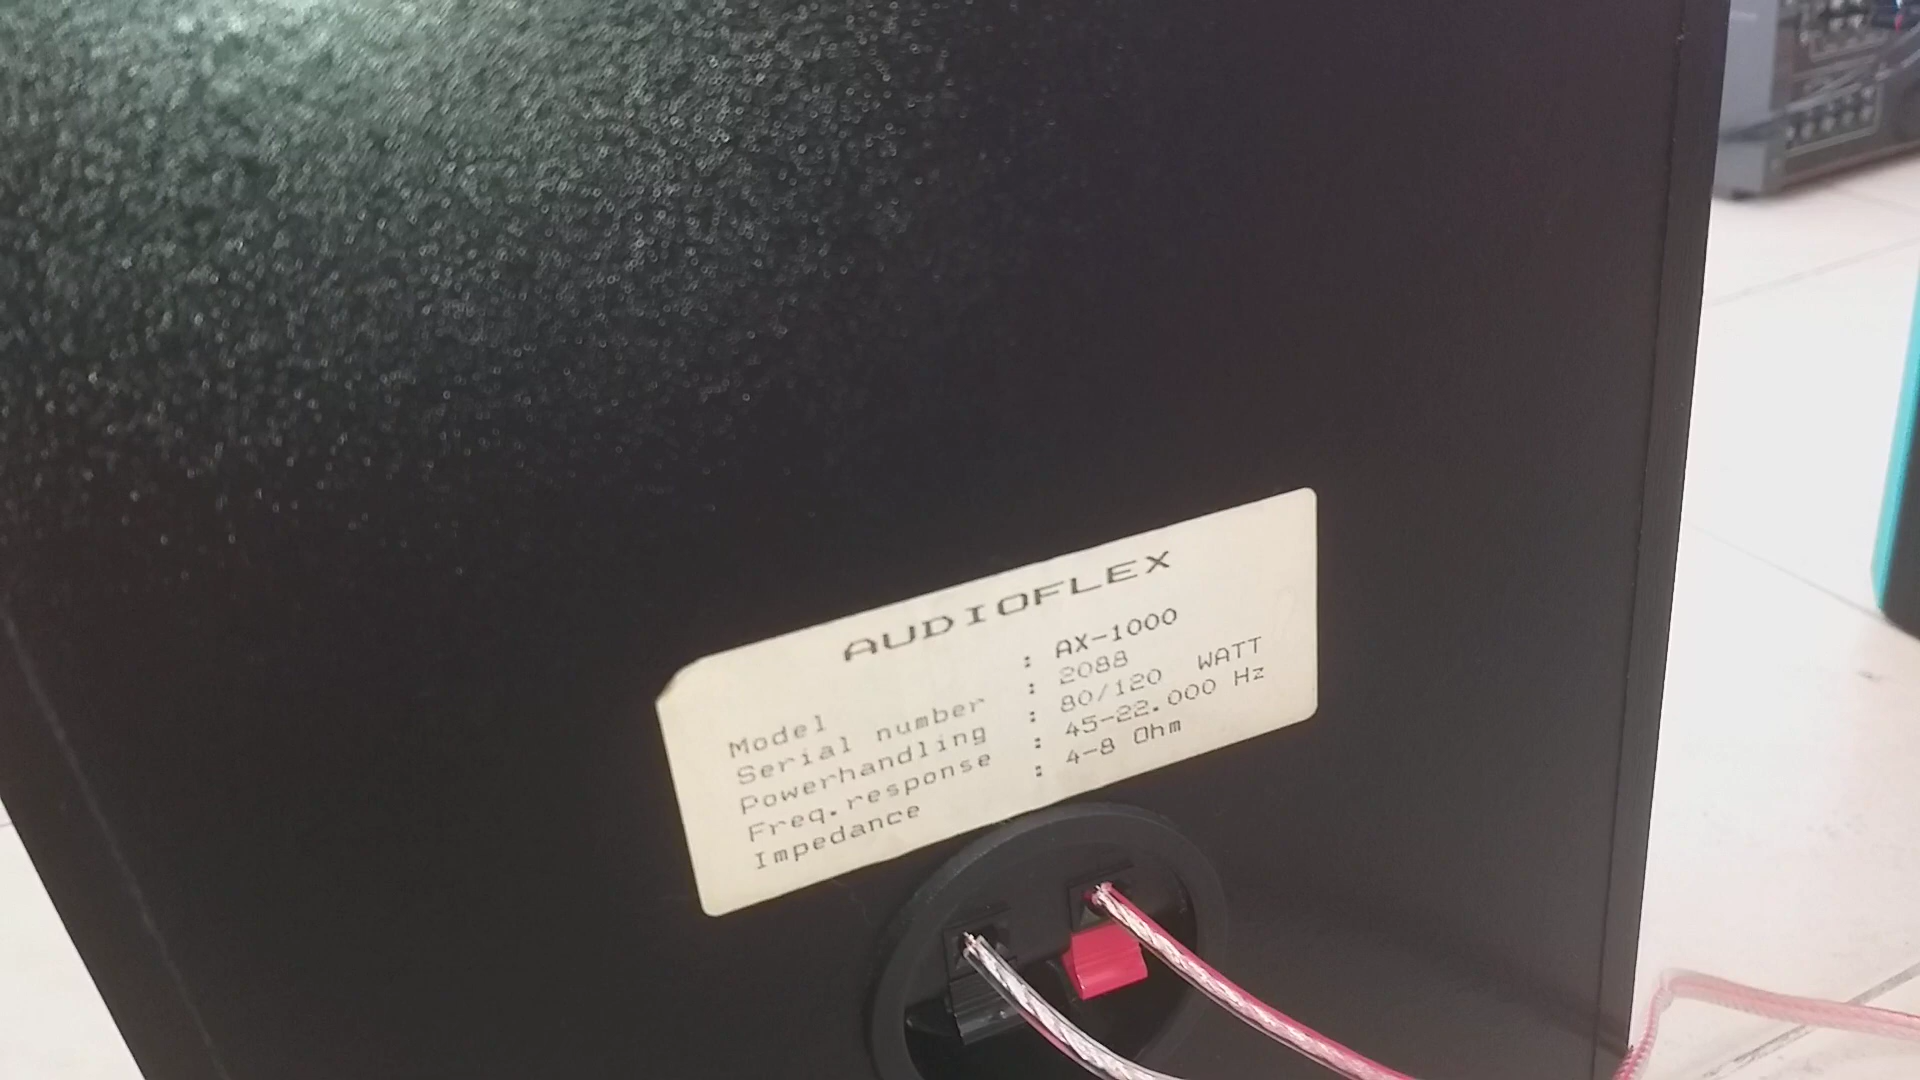 AUDIOFLEX
Model : AX-1000
Serial number : 2088
Powerhandling : 80/120 WATT
Freq.response : 45-22.000 Hz
Impedance : 4-8 Ohm